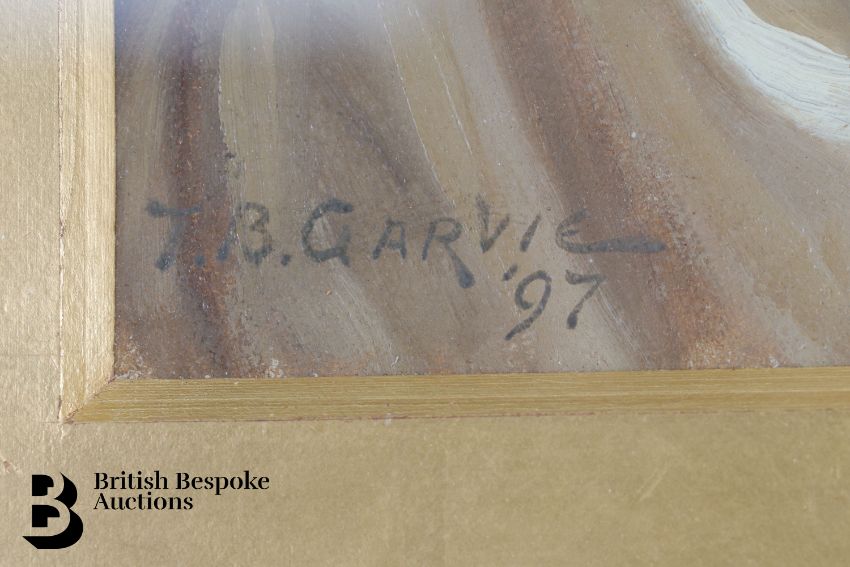 T.B. GARVIE
'97
British Bespoke
Auctions